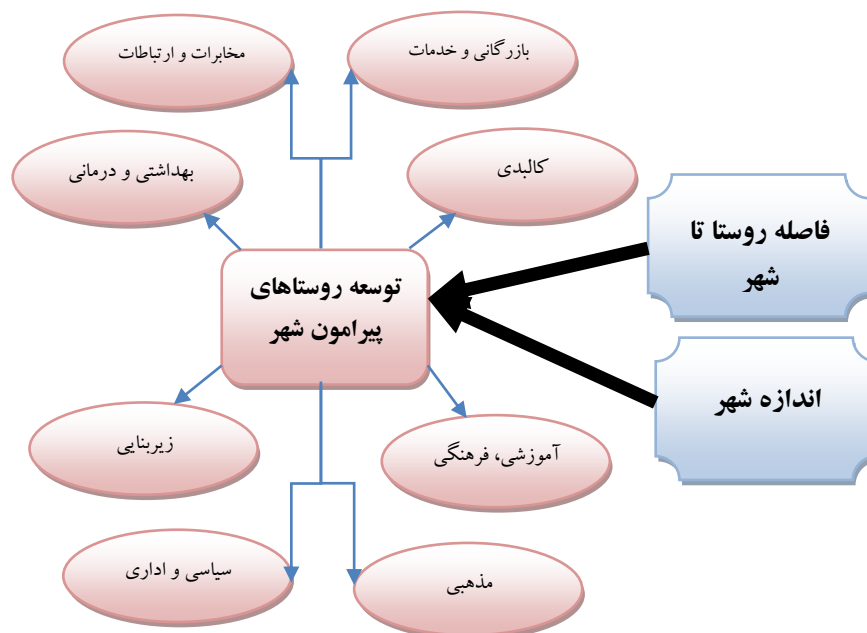 بازرگانی و خدمات
مخابرات و ارتباطات
کالبدی
بهداشتی و درمانی
فاصله روستا تا
شهر
توسعه روستاهای
پیرامون شهر
اندازه شهر
آموزشی، فرهنگی
زیربنایی
مذهبی
سیاسی و اداری